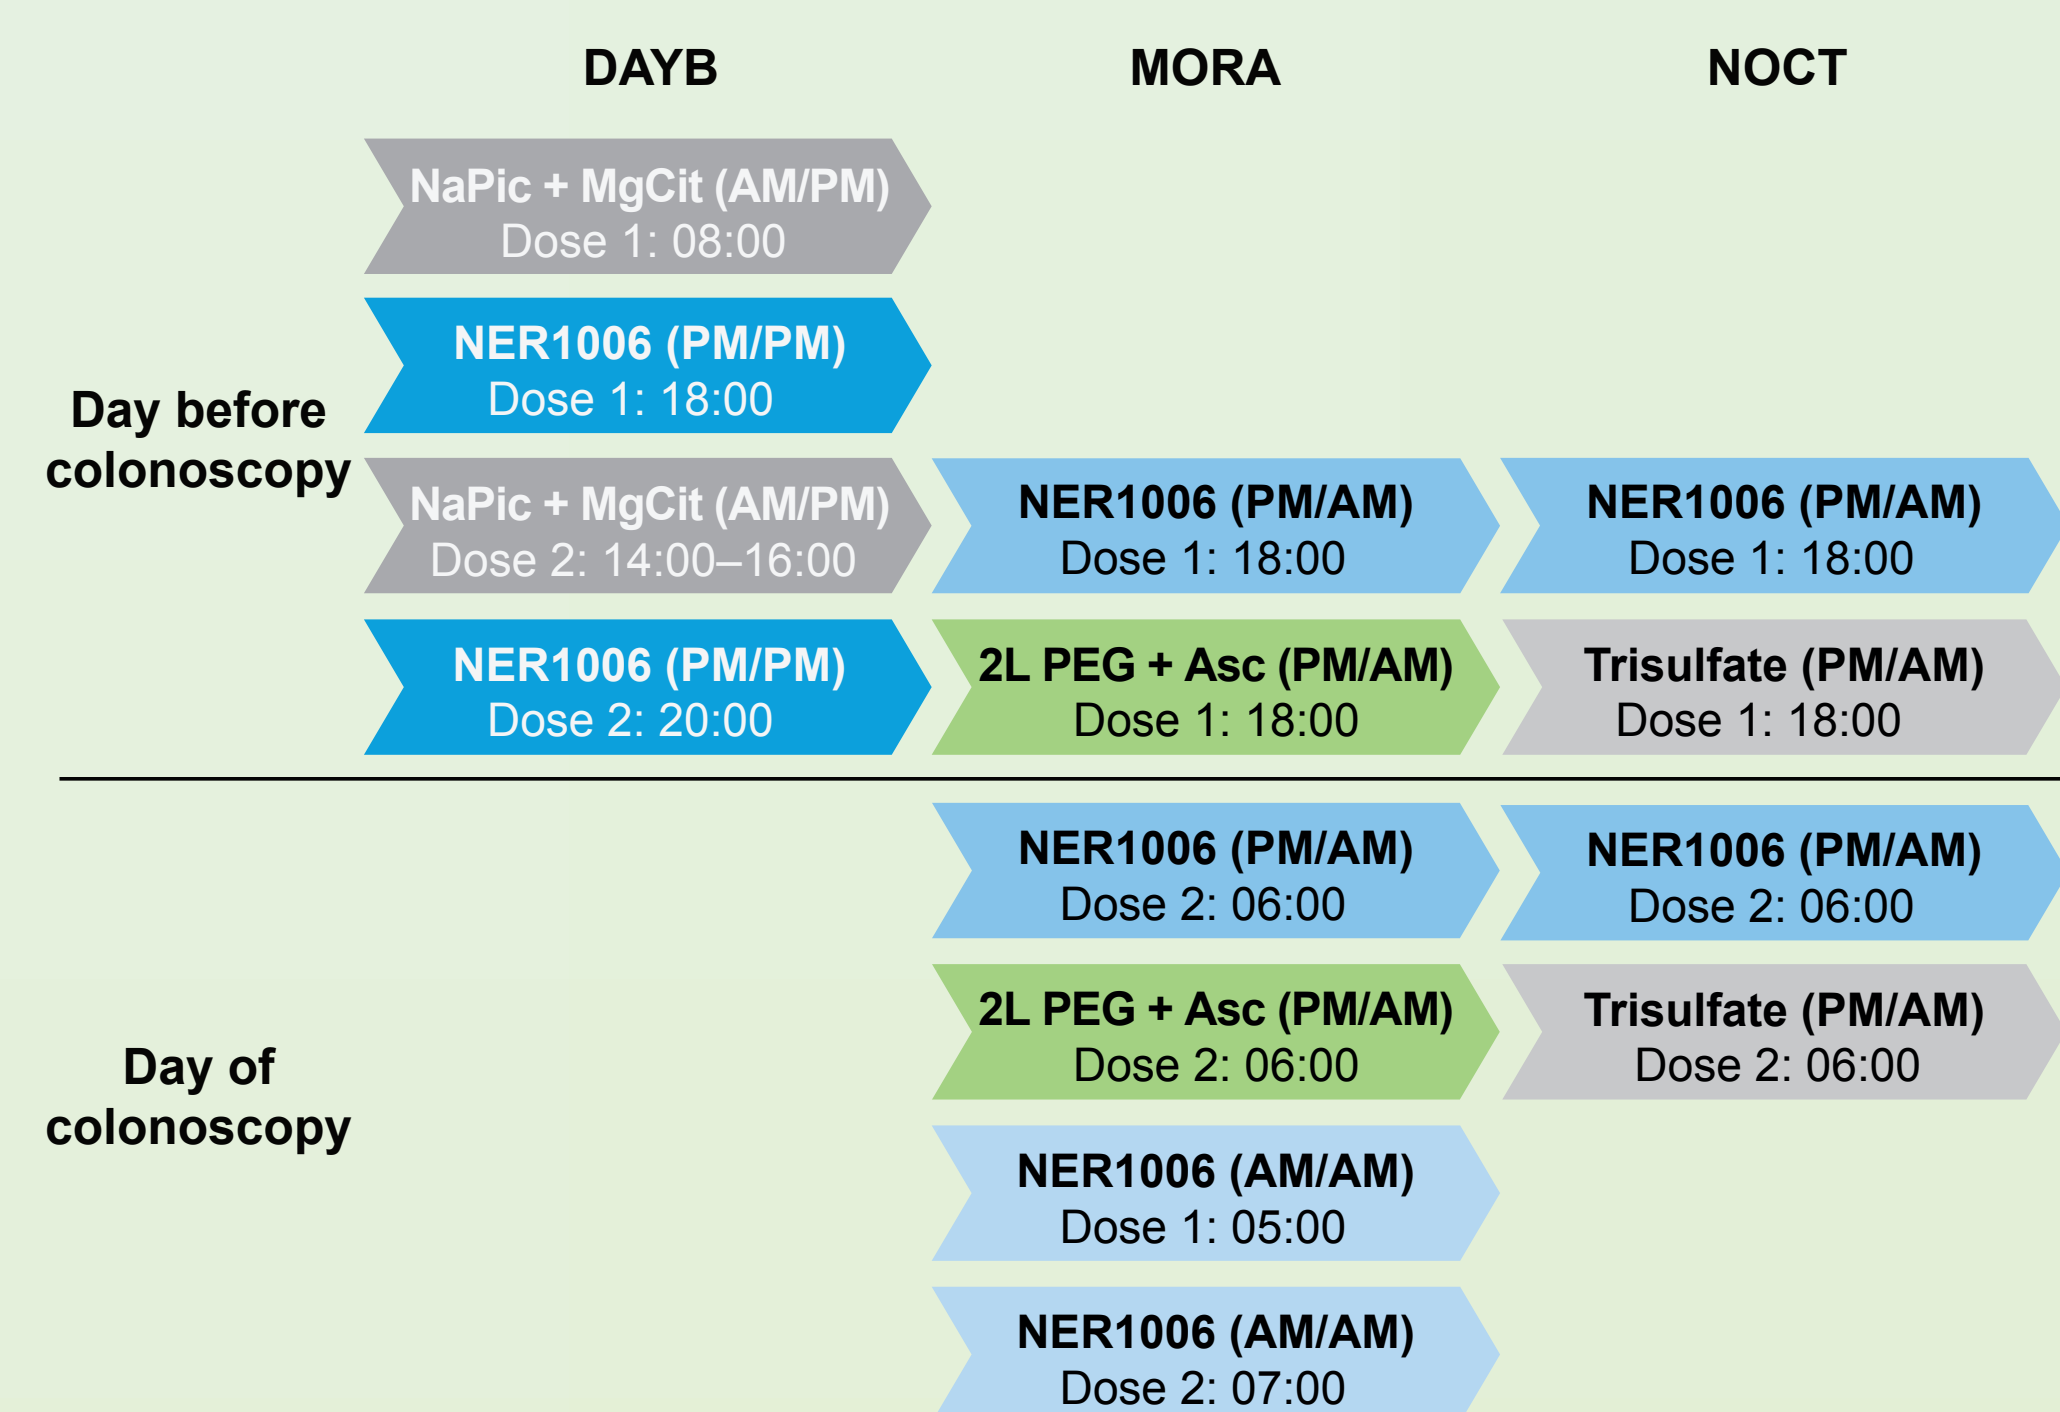 DAYB
MORA
NOCT
Day before
colonoscopy
NaPic + MgCit (AM/PM)
Dose 1: 08:00
NER1006 (PM/PM)
Dose 1: 18:00
NaPic + MgCit (AM/PM)
Dose 2: 14:00–16:00
NER1006 (PM/AM)
Dose 1: 18:00
NER1006 (PM/AM)
Dose 1: 18:00
NER1006 (PM/PM)
Dose 2: 20:00
2L PEG + Asc (PM/AM)
Dose 1: 18:00
Trisulfate (PM/AM)
Dose 1: 18:00
Day of
colonoscopy
NER1006 (PM/AM)
Dose 2: 06:00
NER1006 (PM/AM)
Dose 2: 06:00
2L PEG + Asc (PM/AM)
Dose 2: 06:00
Trisulfate (PM/AM)
Dose 2: 06:00
NER1006 (AM/AM)
Dose 1: 05:00
NER1006 (AM/AM)
Dose 2: 07:00